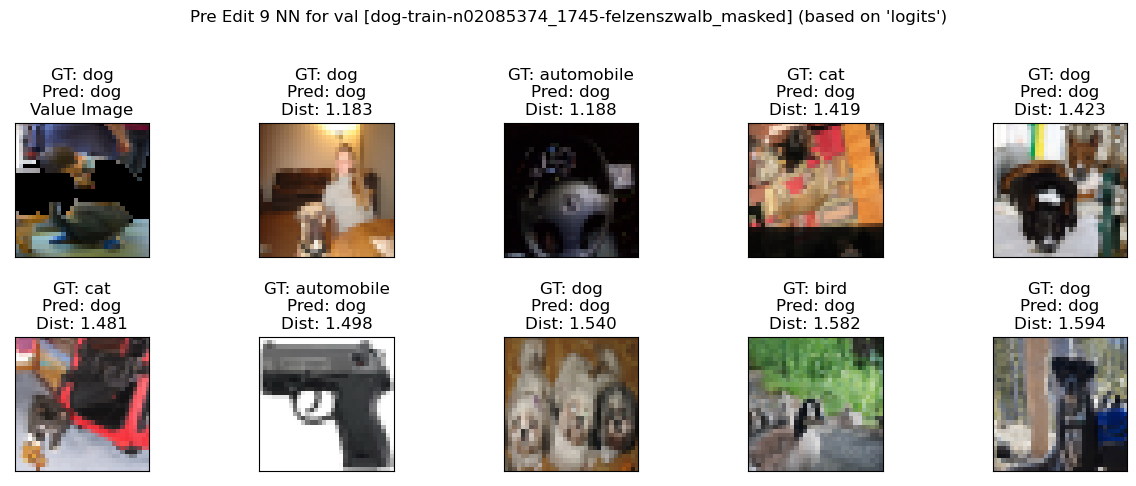 Pre Edit 9 NN for val [dog-train-n02085374_1745-felzenszwalb_masked] (based on 'logits')
GT: dog
Pred: dog
Value Image
GT: dog
Pred: dog
Dist: 1.183
GT: automobile
Pred: dog
Dist: 1.188
GT: cat
Pred: dog
Dist: 1.419
GT: dog
Pred: dog
Dist: 1.423
GT: cat
Pred: dog
Dist: 1.481
GT: automobile
Pred: dog
Dist: 1.498
GT: dog
Pred: dog
Dist: 1.540
GT: bird
Pred: dog
Dist: 1.582
GT: dog
Pred: dog
Dist: 1.594